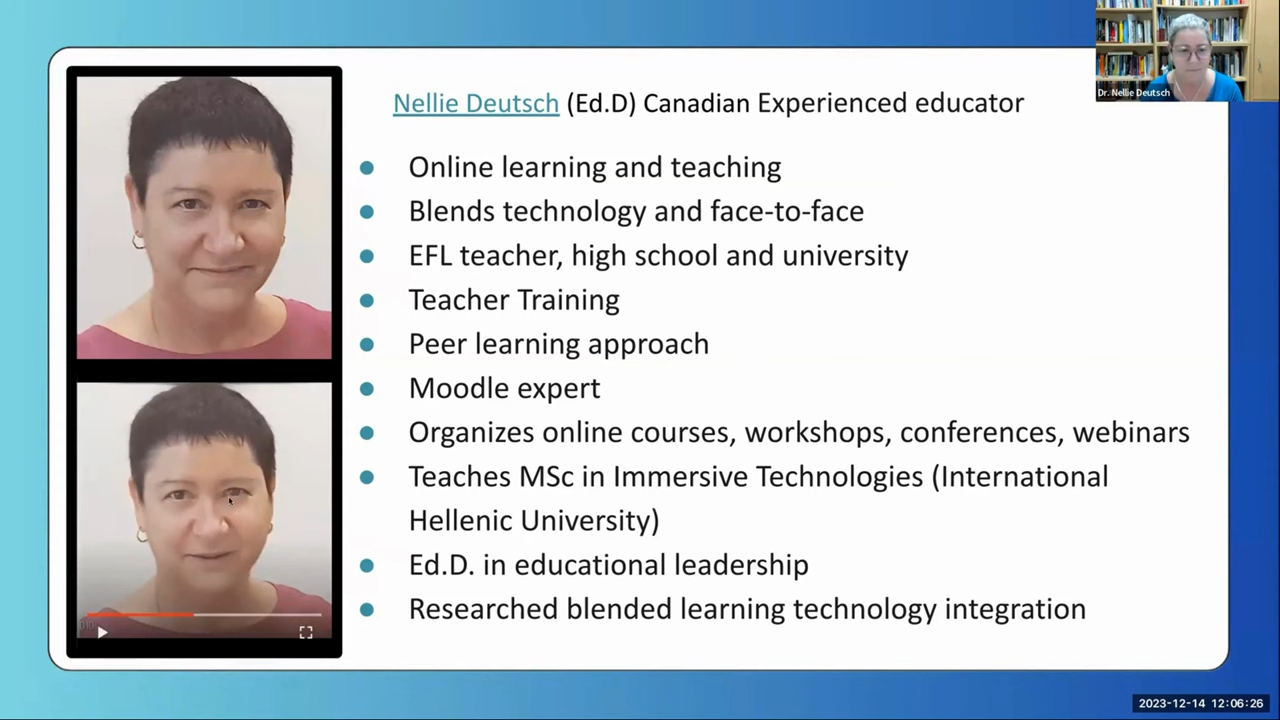 Nellie Deutsch (Ed.D) Canadian Experienced educator
Dr. Nellie Deutsch
● Online learning and teaching
● Blends technology and face-to-face
● EFL teacher, high school and university
● Teacher Training
● Peer learning approach
● Moodle expert
● Organizes online courses, workshops, conferences, webinars
● Teaches MSc in Immersive Technologies (International
Hellenic University)
● Ed.D. in educational leadership
● Researched blended learning technology integration
2023-12-14 12:06:26